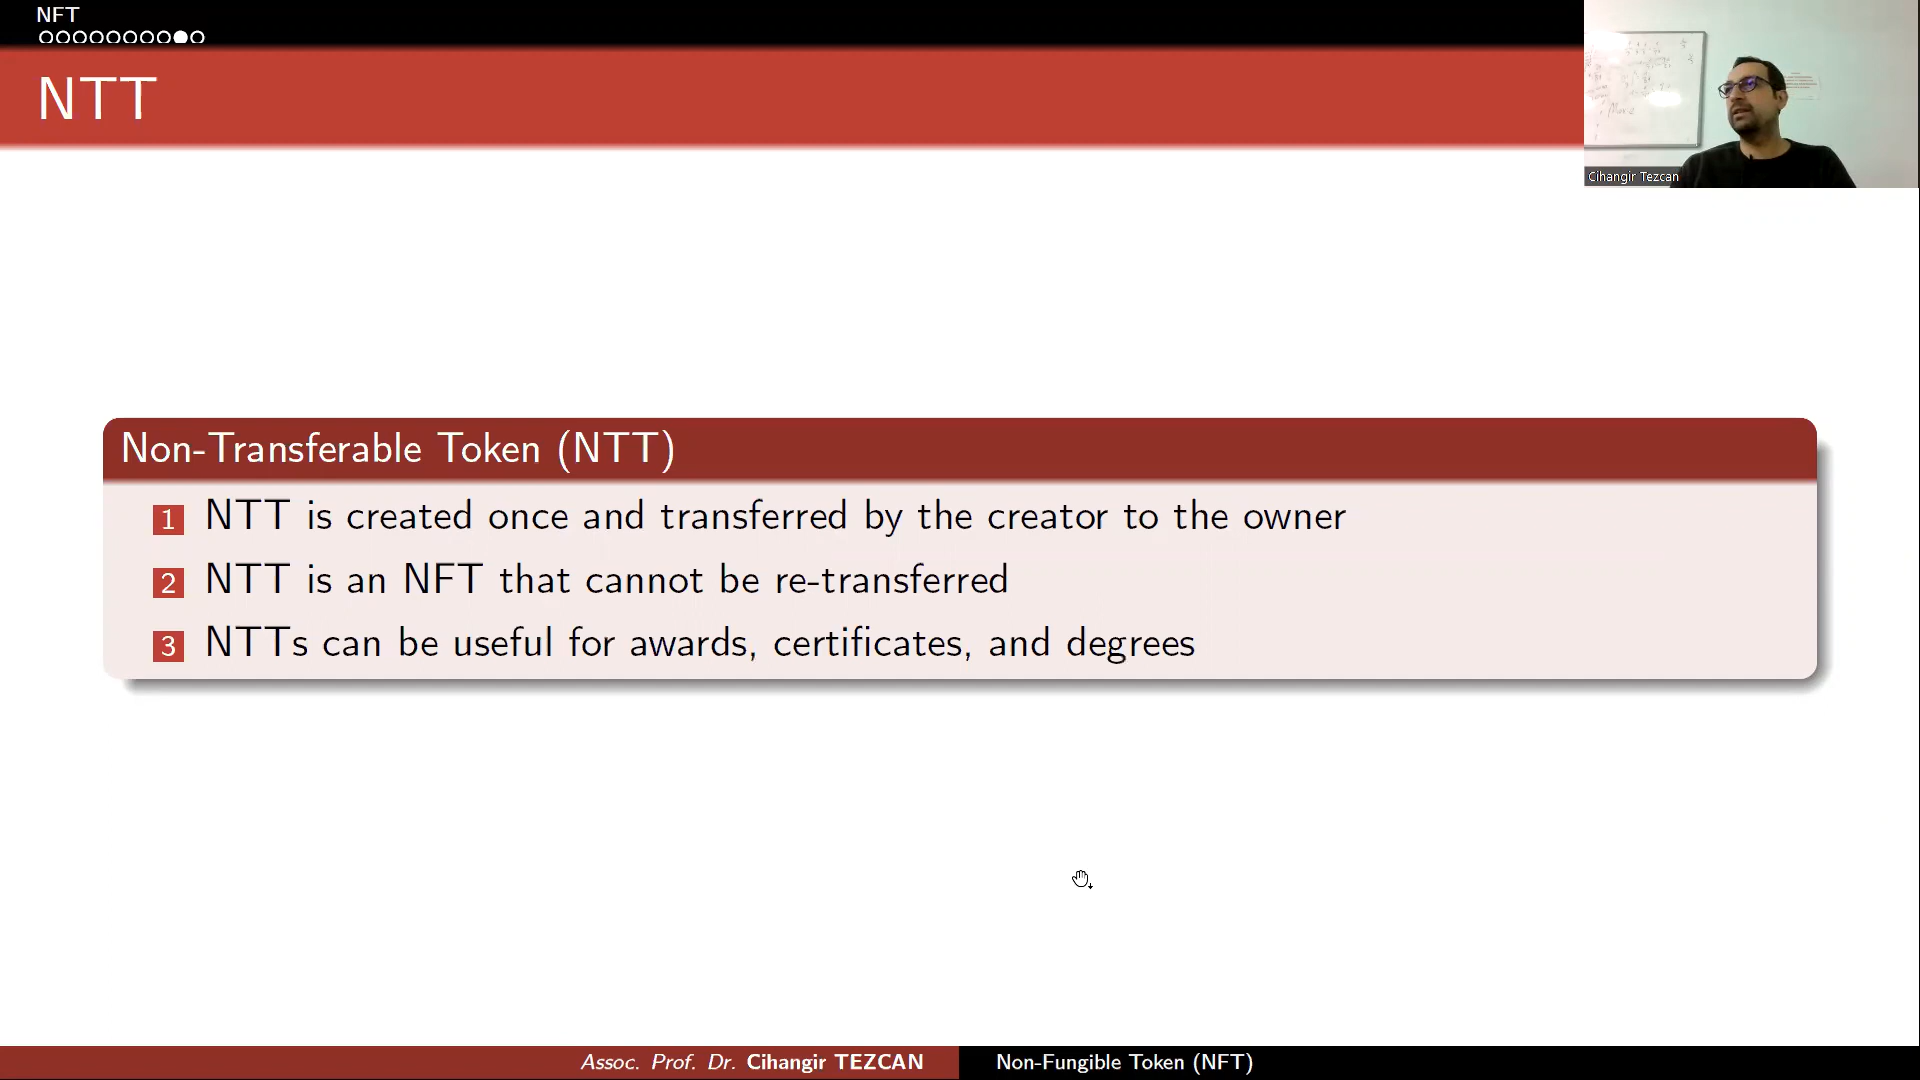 NFT
NTT
Cihangir Tezcan
Non-Transferable Token (NTT)
1 NTT is created once and transferred by the creator to the owner
2 NTT is an NFT that cannot be re-transferred
3 NTTs can be useful for awards, certificates, and degrees
Assoc. Prof. Dr. Cihangir TEZCAN
Non-Fungible Token (NFT)